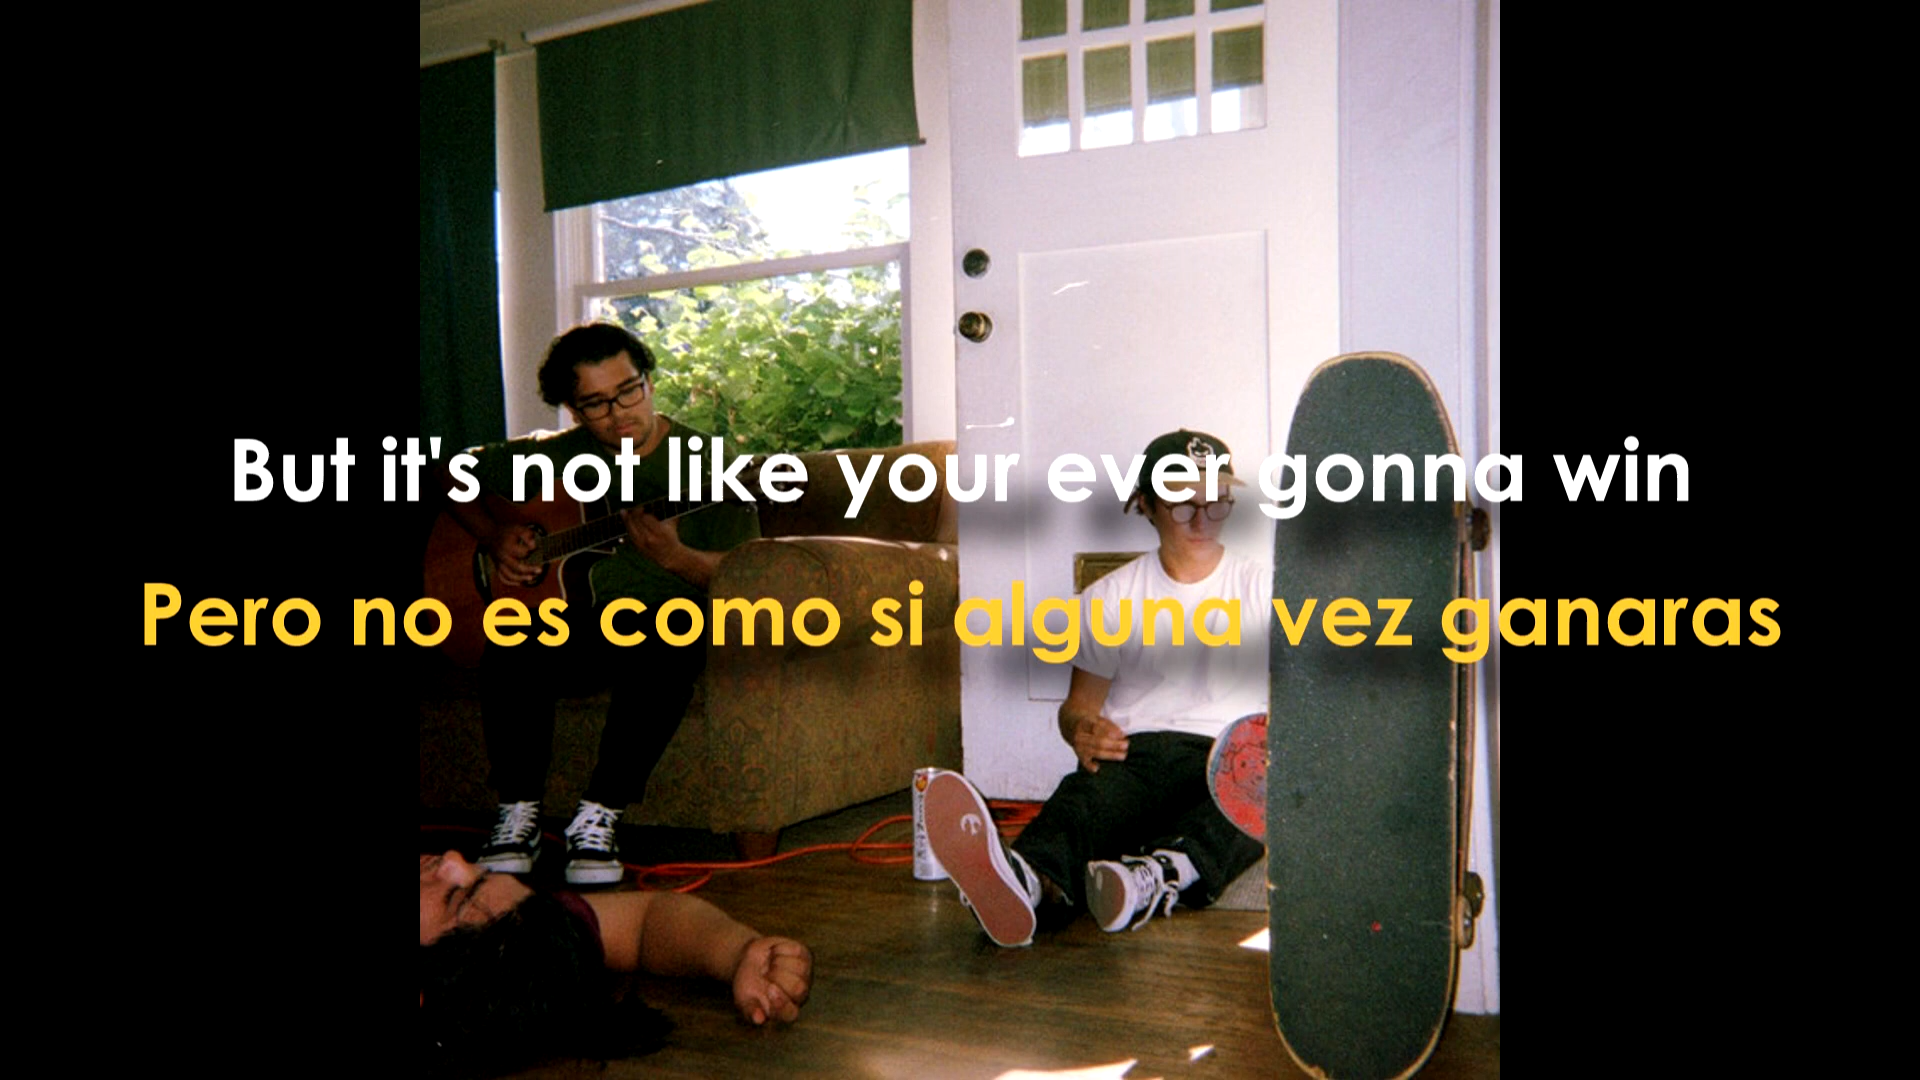 But it's not like your ever gonna win
Pero no es como si alguna vez ganaras